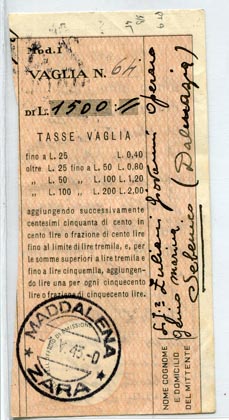 Mod. I
VAGLIA N. 64
DI L. 1500 //
TASSE VAGLIA
fino a L. 25 L. 0,40
oltre L. 25 fino a L. 50 L. 0,80
" L. 50 " L. 100 L. 1,20
" L. 100 " L. 200 L. 2,00
aggiungendo successivamente
centesimi cinquanta di cento in
cento lire o frazione di cento lire
fino al limite di lire tremila, e, per
le somme superiori a lire tremila e
fino a lire cinquemila, aggiungen-
do lire una per ogni cinquecento
lire o frazione di cinquecento lire.
MADDALENA
ZARA
Giovanni Operaio
Sebenico (Dalmazia)
NOME COGNOME
E DOMICILIO
DEL MITTENTE